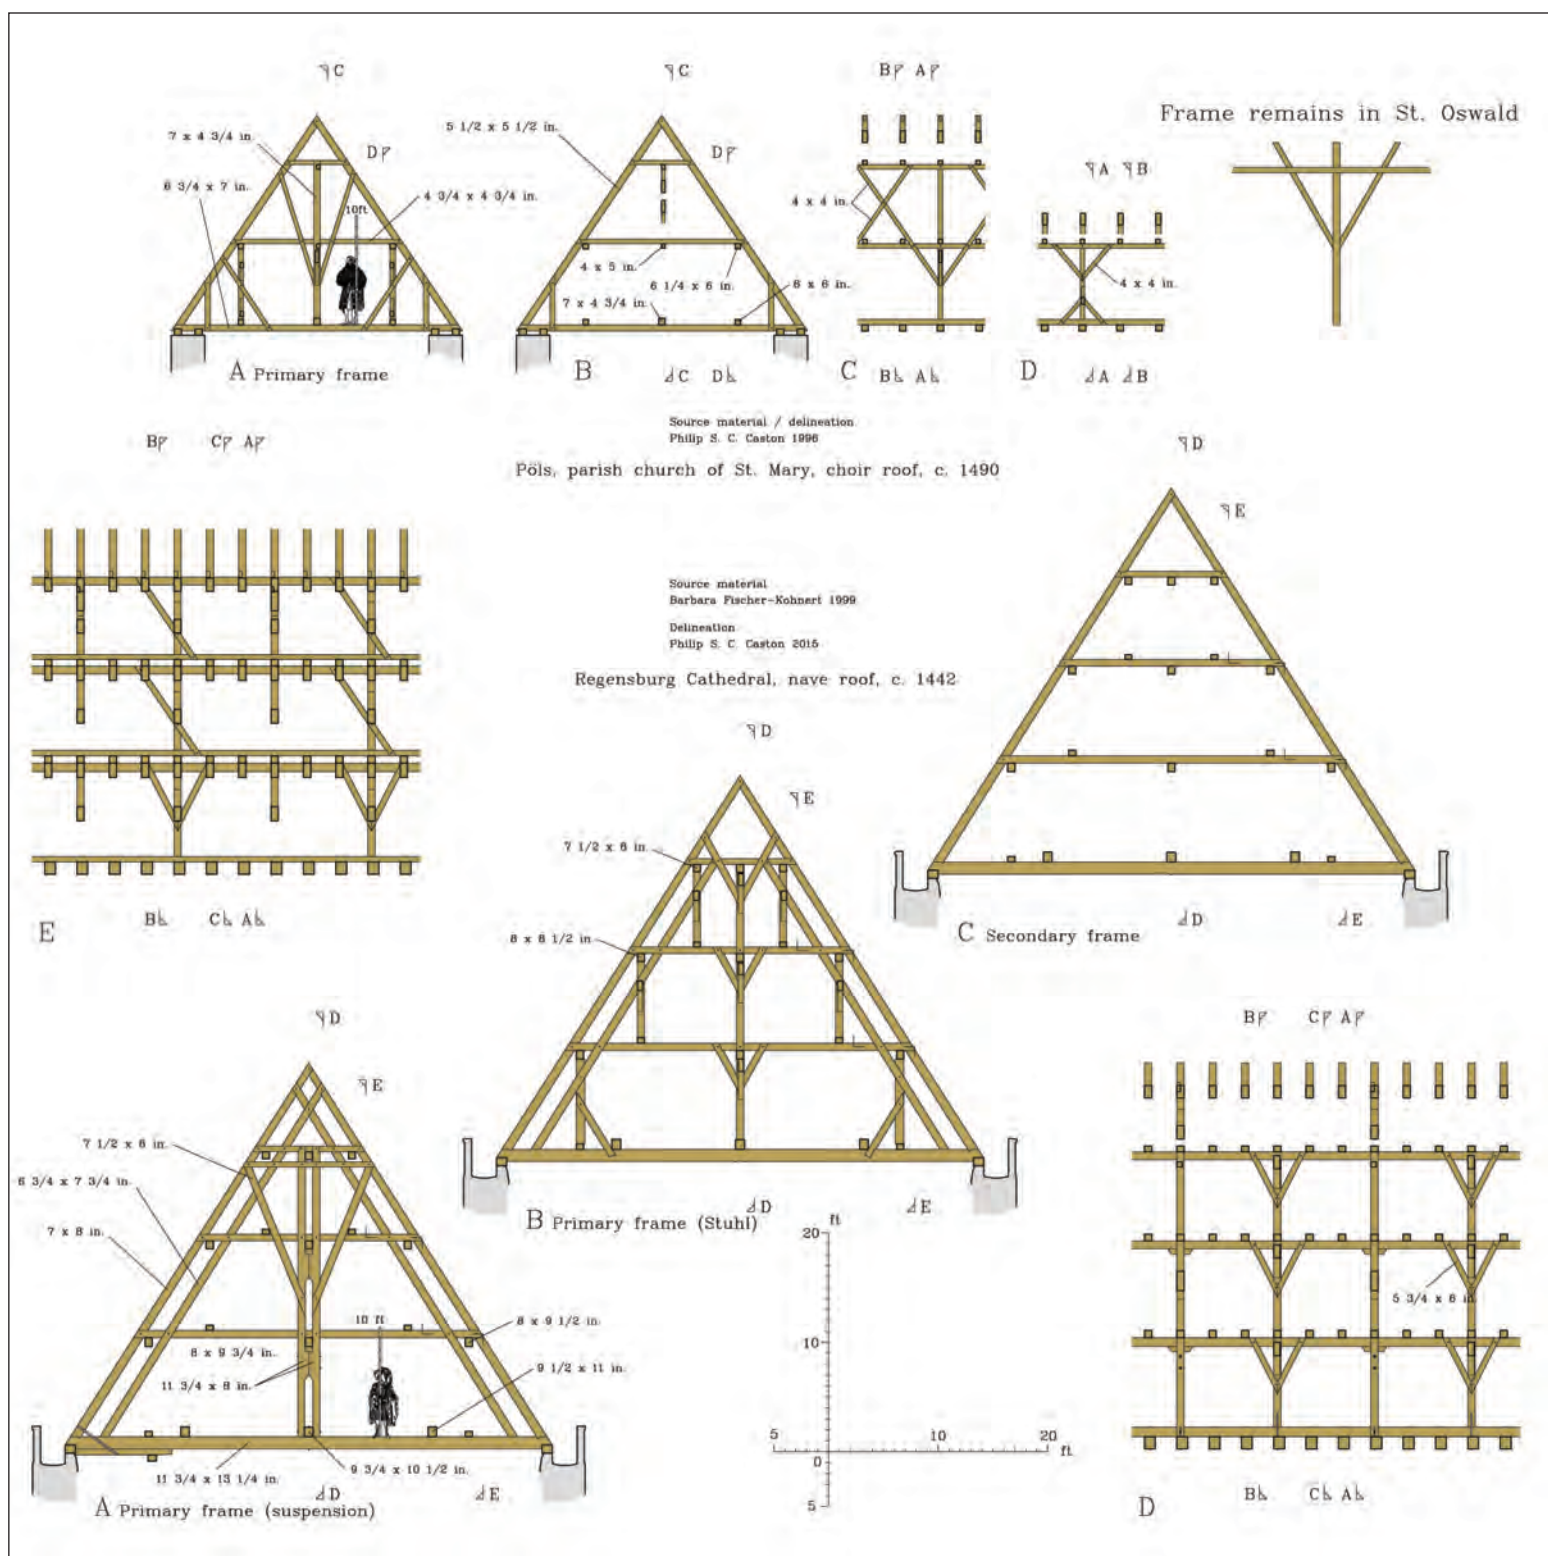 C
C
B A
Frame remains in St. Oswald
7 x 4 3/4 in.
5 1/2 x 5 1/2 in.
D
D
A B
6 3/4 x 7 in.
4 3/4 x 4 3/4 in.
10ft
4 x 4 in.
4 x 5 in.
6 1/4 x 6 in.
7 x 4 3/4 in.
6 x 6 in.
4 x 4 in.
A Primary frame
B
C D
C
B A
D
A B
Source material / delineation
Philip S. C. Caston 1996
Pöls, parish church of St. Mary, choir roof, c. 1490
B C A
D
E
Source material
Barbara Fischer-Kohnert 1999
Delineation
Philip S. C. Caston 2015
Regensburg Cathedral, nave roof, c. 1442
D
E
7 1/2 x 6 in.
8 x 8 1/2 in
B C A
E
D E
C Secondary frame
D
E
B C A
7 1/2 x 6 in.
6 3/4 x 7 3/4 in.
7 x 8 in.
D E
B Primary frame (Stuhl)
ft
20
10
0
5
5
10
20
ft
5 3/4 x 6 in.
10 ft
8 x 9 1/2 in.
8 x 9 3/4 in.
11 3/4 x 8 in.
9 1/2 x 11 in.
11 3/4 x 13 1/4 in.
9 3/4 x 10 1/2 in.
D E
A Primary frame (suspension)
D
B C A